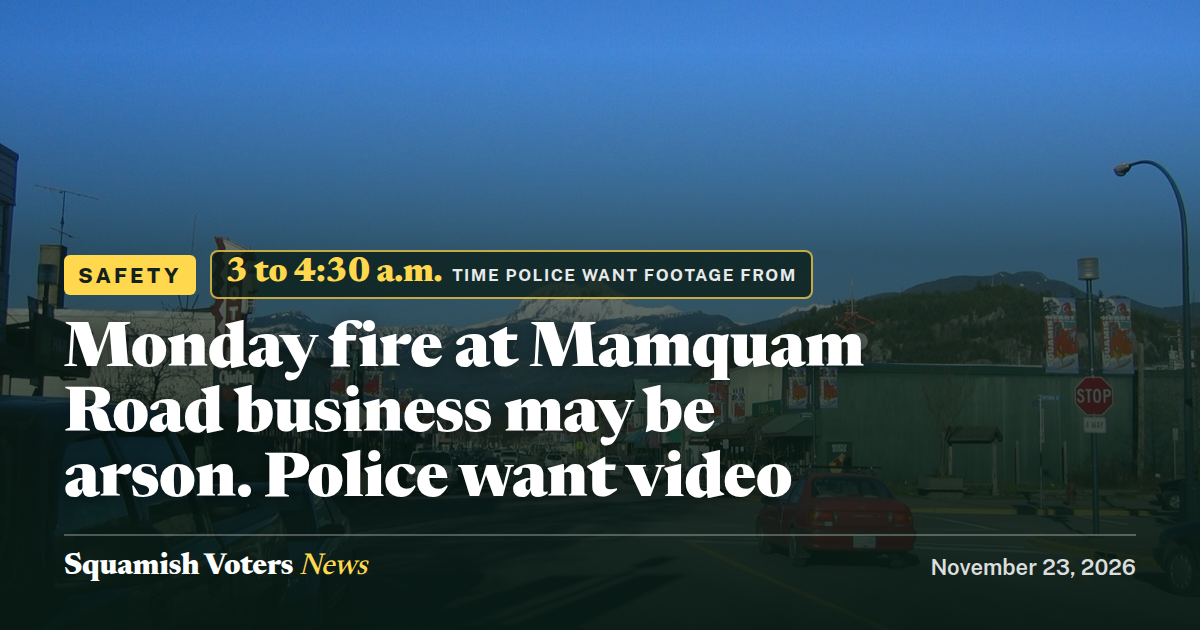 SAFETY
3 to 4:30 a.m. TIME POLICE WANT FOOTAGE FROM
Monday fire at Mamquam
Road business may be
arson. Police want video
STOP
Squamish Voters News
November 23, 2026